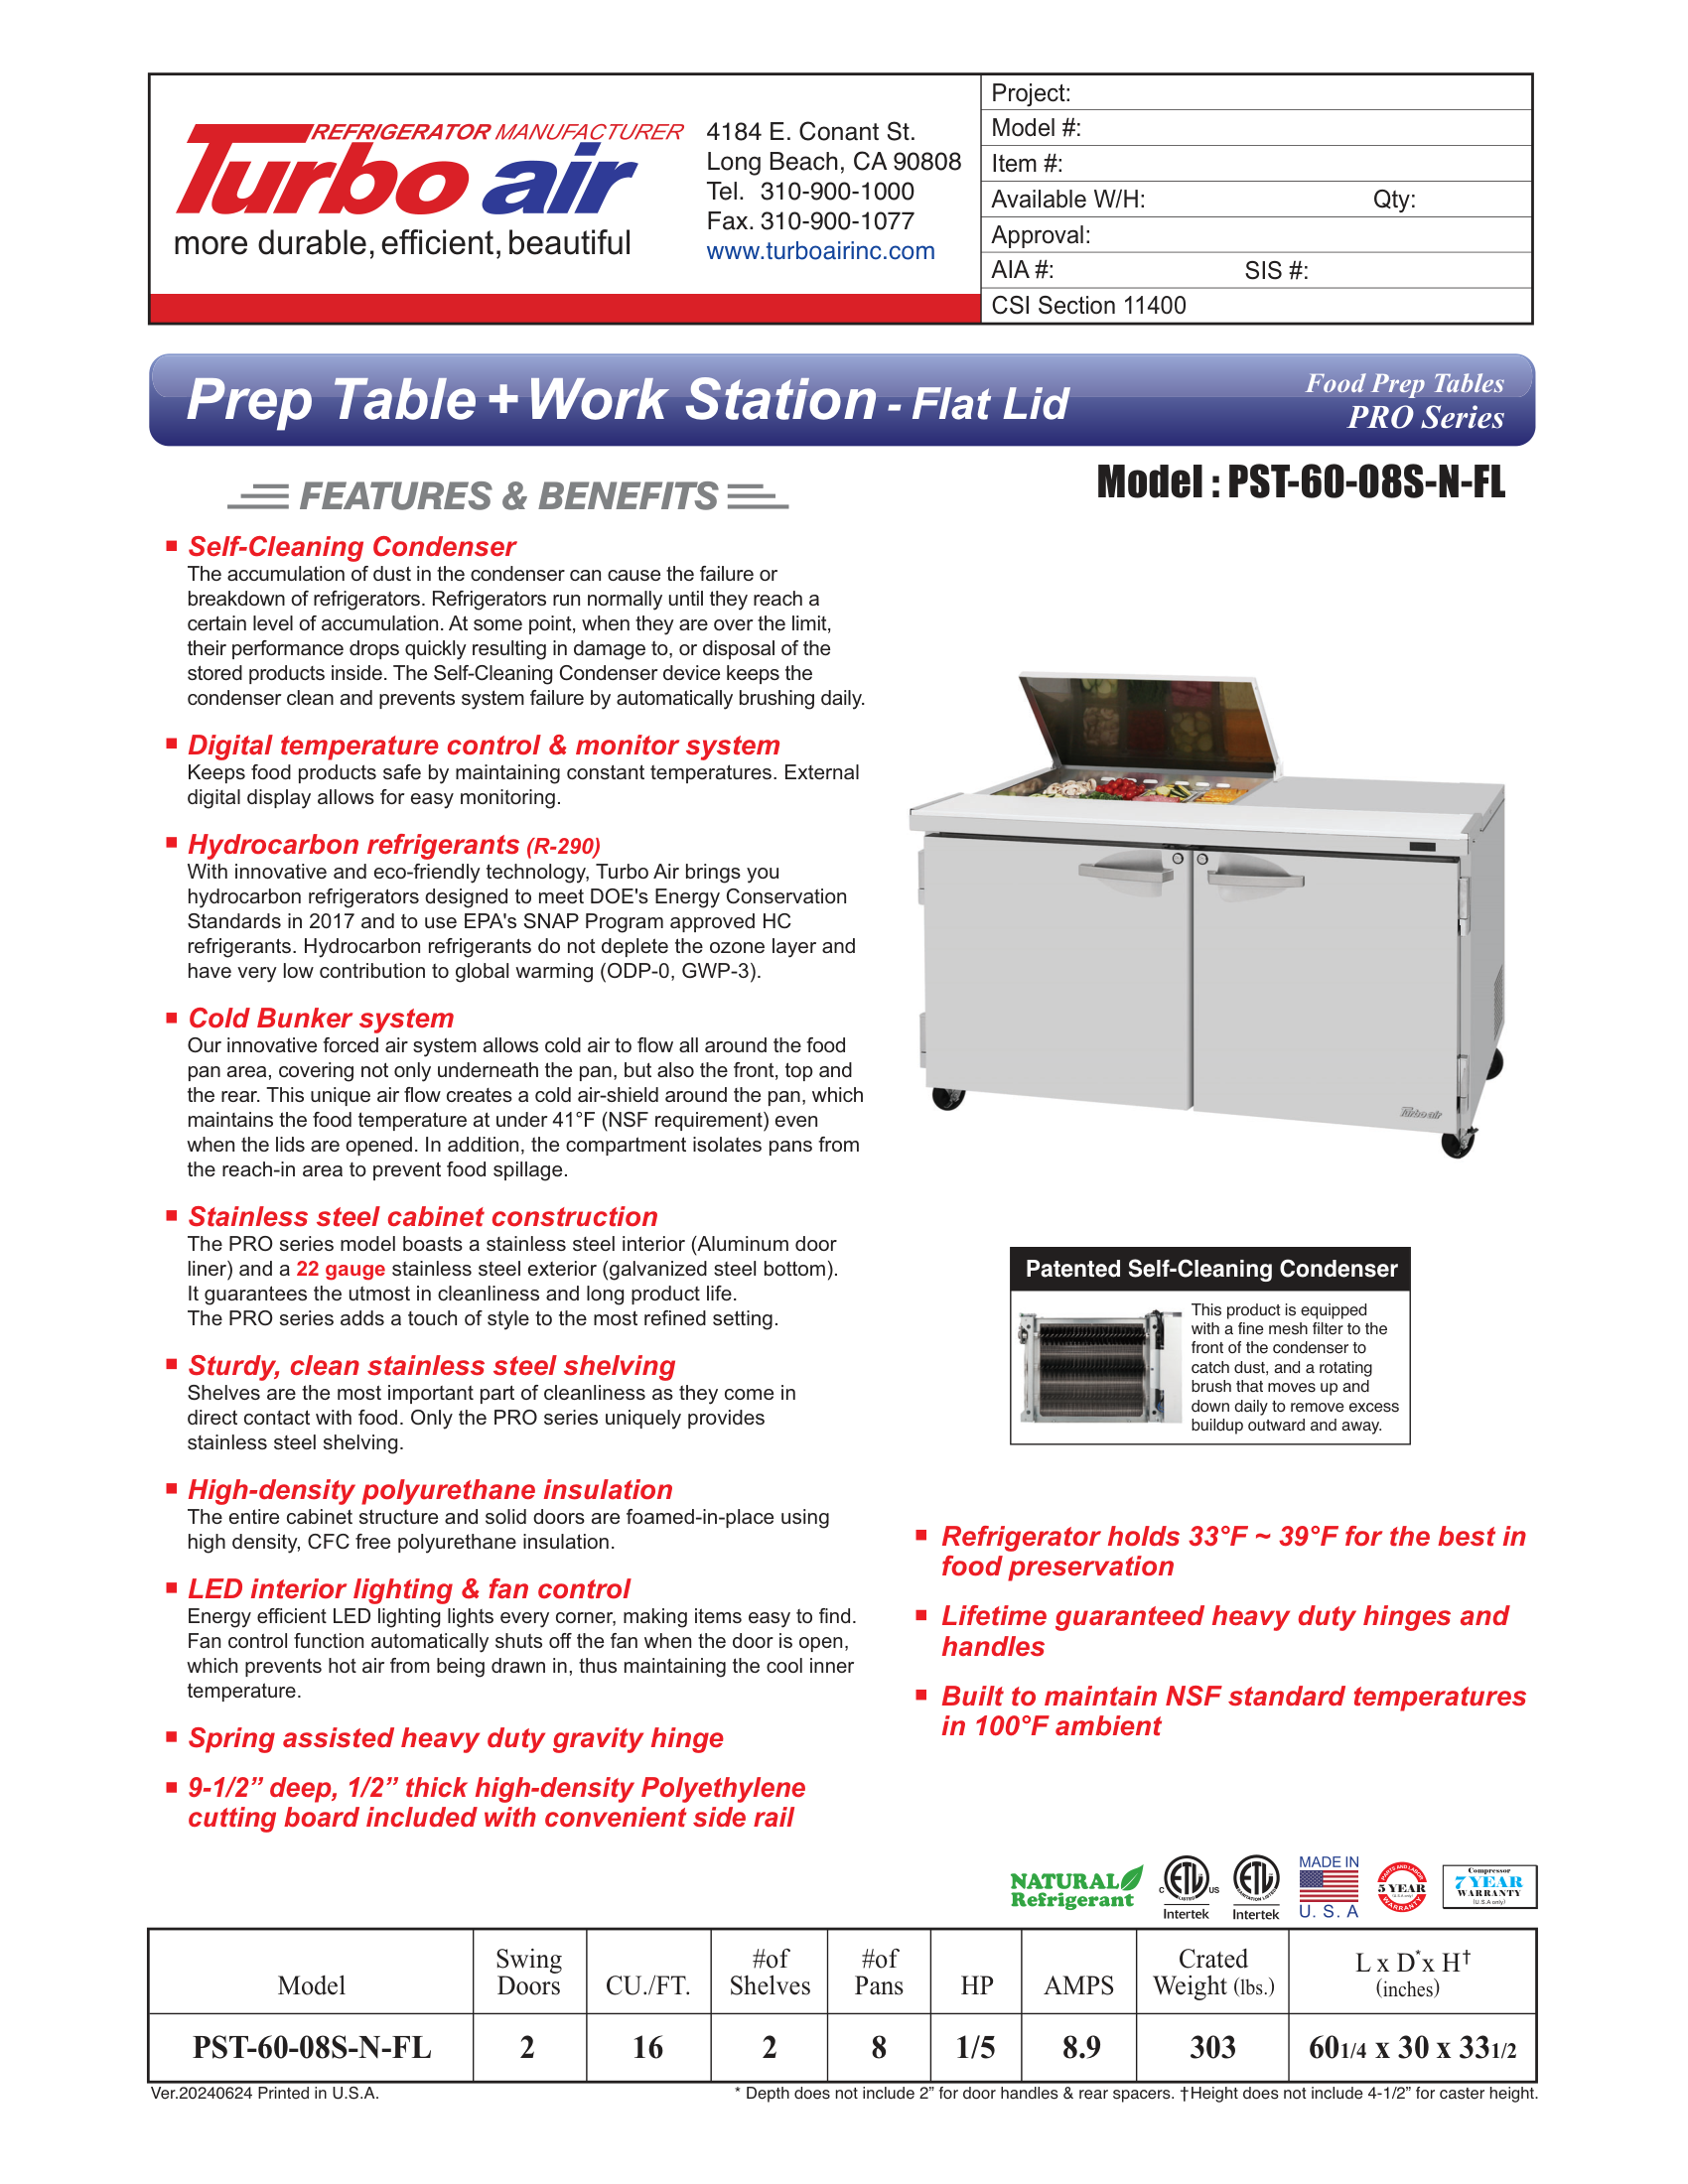 REFRIGERATOR MANUFACTURER
Turbo air
more durable, efficient, beautiful
4184 E. Conant St.
Long Beach, CA 90808
Tel. 310-900-1000
Fax. 310-900-1077
www.turboairinc.com
Project:
Model #:
Item #:
Available W/H: Qty:
Approval:
AIA #: SIS #:
CSI Section 11400
Prep Table + Work Station - Flat Lid
Food Prep Tables
PRO Series
Model : PST-60-08S-N-FL
FEATURES & BENEFITS
Self-Cleaning Condenser
The accumulation of dust in the condenser can cause the failure or
breakdown of refrigerators. Refrigerators run normally until they reach a
certain level of accumulation. At some point, when they are over the limit,
their performance drops quickly resulting in damage to, or disposal of the
stored products inside. The Self-Cleaning Condenser device keeps the
condenser clean and prevents system failure by automatically brushing daily.
Digital temperature control & monitor system
Keeps food products safe by maintaining constant temperatures. External
digital display allows for easy monitoring.
Hydrocarbon refrigerants (R-290)
With innovative and eco-friendly technology, Turbo Air brings you
hydrocarbon refrigerators designed to meet DOE's Energy Conservation
Standards in 2017 and to use EPA's SNAP Program approved HC
refrigerants. Hydrocarbon refrigerants do not deplete the ozone layer and
have very low contribution to global warming (ODP-0, GWP-3).
Cold Bunker system
Our innovative forced air system allows cold air to flow all around the food
pan area, covering not only underneath the pan, but also the front, top and
the rear. This unique air flow creates a cold air-shield around the pan, which
maintains the food temperature at under 41°F (NSF requirement) even
when the lids are opened. In addition, the compartment isolates pans from
the reach-in area to prevent food spillage.
Stainless steel cabinet construction
The PRO series model boasts a stainless steel interior (Aluminum door
liner) and a 22 gauge stainless steel exterior (galvanized steel bottom).
It guarantees the utmost in cleanliness and long product life.
The PRO series adds a touch of style to the most refined setting.
Sturdy, clean stainless steel shelving
Shelves are the most important part of cleanliness as they come in
direct contact with food. Only the PRO series uniquely provides
stainless steel shelving.
High-density polyurethane insulation
The entire cabinet structure and solid doors are foamed-in-place using
high density, CFC free polyurethane insulation.
LED interior lighting & fan control
Energy efficient LED lighting lights every corner, making items easy to find.
Fan control function automatically shuts off the fan when the door is open,
which prevents hot air from being drawn in, thus maintaining the cool inner
temperature.
Spring assisted heavy duty gravity hinge
9-1/2” deep, 1/2” thick high-density Polyethylene
cutting board included with convenient side rail
Turbo air
Patented Self-Cleaning Condenser
This product is equipped
with a fine mesh filter to the
front of the condenser to
catch dust, and a rotating
brush that moves up and
down daily to remove excess
buildup outward and away.
Refrigerator holds 33°F ~ 39°F for the best in
food preservation
Lifetime guaranteed heavy duty hinges and
handles
Built to maintain NSF standard temperatures
in 100°F ambient
NATURAL
Refrigerant
C ETL US
LISTED
Intertek
ETL
SANITATION LISTED
Intertek
MADE IN
U. S. A
PARTS AND LABOR
5 YEAR
(U.S.A only)
WARRANTY
Compressor
7 YEAR
WARRANTY
(U.S.A only)
Model Swing Doors CU./FT. #of Shelves #of Pans HP AMPS Crated Weight (lbs.) L x D* x H† (inches)
PST-60-08S-N-FL 2 16 2 8 1/5 8.9 303 60 1/4 x 30 x 33 1/2
Ver.20240624 Printed in U.S.A.
* Depth does not include 2” for door handles & rear spacers. †Height does not include 4-1/2” for caster height.